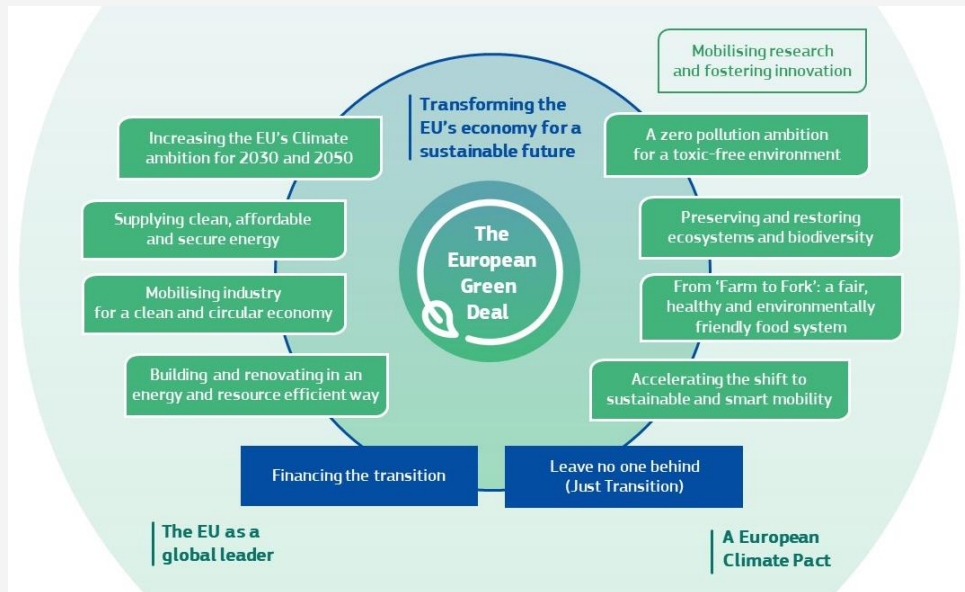 Mobilising research
and fostering innovation
Transforming the
EU's economy for a
sustainable future
Increasing the EU's Climate
ambition for 2030 and 2050
A zero pollution ambition
for a toxic-free environment
Supplying clean, affordable
and secure energy
Preserving and restoring
ecosystems and biodiversity
The
European
Green
Deal
Mobilising industry
for a clean and circular economy
From ‘Farm to Fork’: a fair,
healthy and environmentally
friendly food system
Building and renovating in an
energy and resource efficient way
Accelerating the shift to
sustainable and smart mobility
Financing the transition
Leave no one behind
(Just Transition)
The EU as a
global leader
A European
Climate Pact